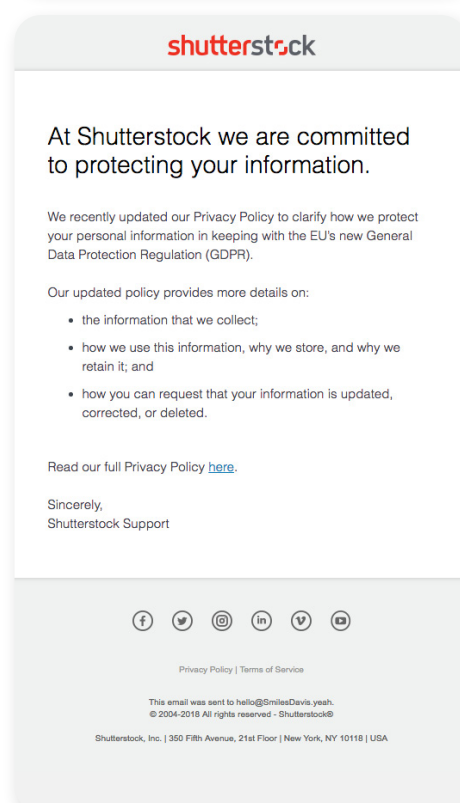 shutterstock
At Shutterstock we are committed
to protecting your information.
We recently updated our Privacy Policy to clarify how we protect
your personal information in keeping with the EU's new General
Data Protection Regulation (GDPR).
Our updated policy provides more details on:
• the information that we collect;
• how we use this information, why we store, and why we
retain it; and
• how you can request that your information is updated,
corrected, or deleted.
Read our full Privacy Policy here.
Sincerely,
Shutterstock Support
Privacy Policy | Terms of Service
This email was sent to hello@SmilesDavis.yeah.
© 2004-2018 All rights reserved - Shutterstock®
Shutterstock, Inc. | 350 Fifth Avenue, 21st Floor | New York, NY 10118 | USA